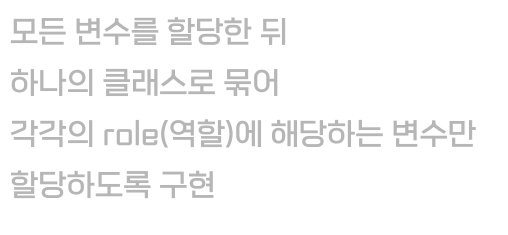 모든 변수를 할당한 뒤
하나의 클래스로 묶어
각각의 role(역할)에 해당하는 변수만
할당하도록 구현